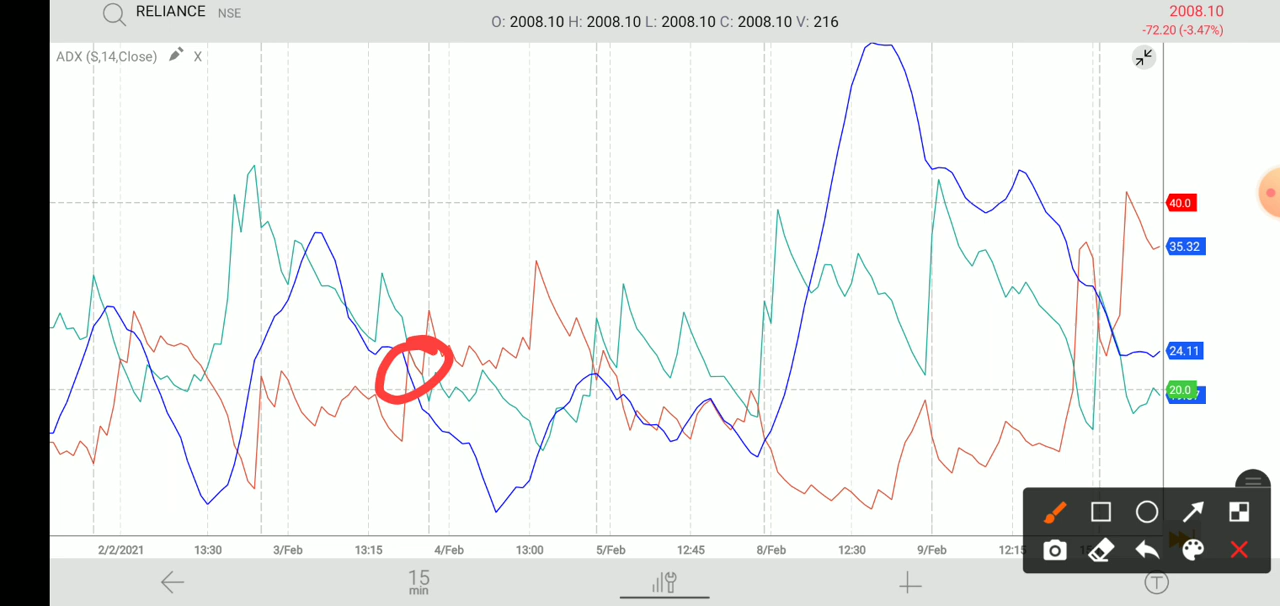 RELIANCE NSE
O: 2008.10 H: 2008.10 L: 2008.10 C: 2008.10 V: 216
2008.10
-72.20 (-3.47%)
ADX (S,14,Close) X
40.0
35.32
24.11
20.0
2/2/2021 13:30 3/Feb 13:15 4/Feb 13:00 5/Feb 12:45 8/Feb 12:30 9/Feb 12:15
15
min
T